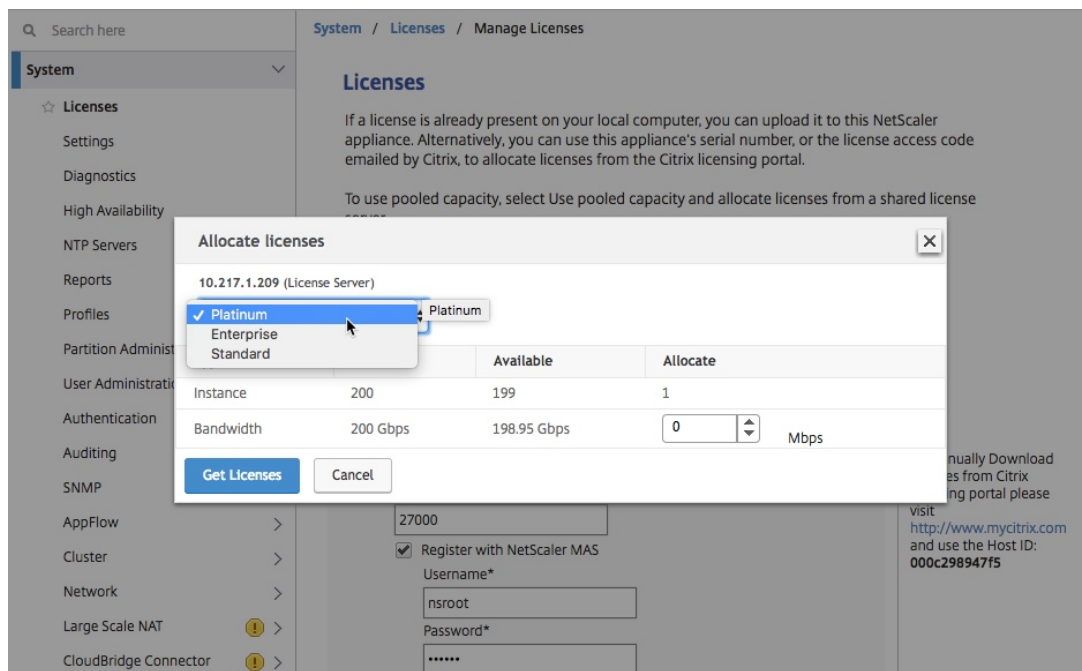 Search here
System / Licenses / Manage Licenses
System
Licenses
Licenses
If a license is already present on your local computer, you can upload it to this NetScaler
appliance. Alternatively, you can use this appliance's serial number, or the license access code
emailed by Citrix, to allocate licenses from the Citrix licensing portal.
To use pooled capacity, select Use pooled capacity and allocate licenses from a shared license
Settings
Diagnostics
High Availability
NTP Servers
Reports
Profiles
Partition Administ
User Administratio
Authentication
Auditing
SNMP
AppFlow
Cluster
Network
Large Scale NAT
CloudBridge Connector
Allocate licenses
10.217.1.209 (License Server)
Platinum
Platinum
Enterprise
Standard
Available Allocate
Instance 200 199 1
Bandwidth 200 Gbps 198.95 Gbps 0 Mbps
Get Licenses Cancel
27000
Register with NetScaler MAS
Username*
nsroot
Password*
••••••
nually Download
es from Citrix
ng portal please
visit
http://www.mycitrix.com
and use the Host ID:
000c298947f5